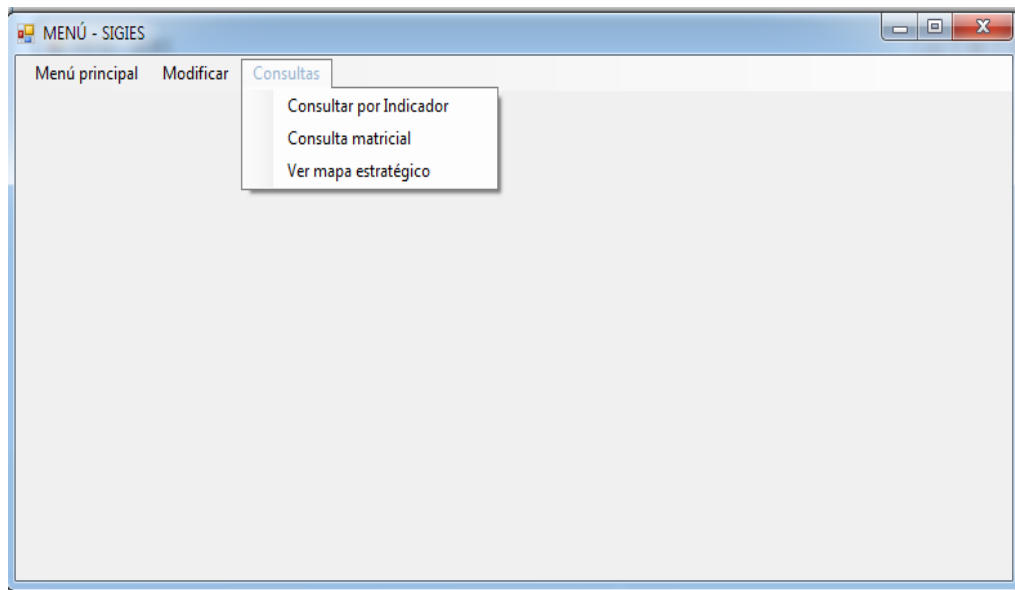 MENÚ - SIGIES
Menú principal Modificar Consultas
Consultar por Indicador
Consulta matricial
Ver mapa estratégico